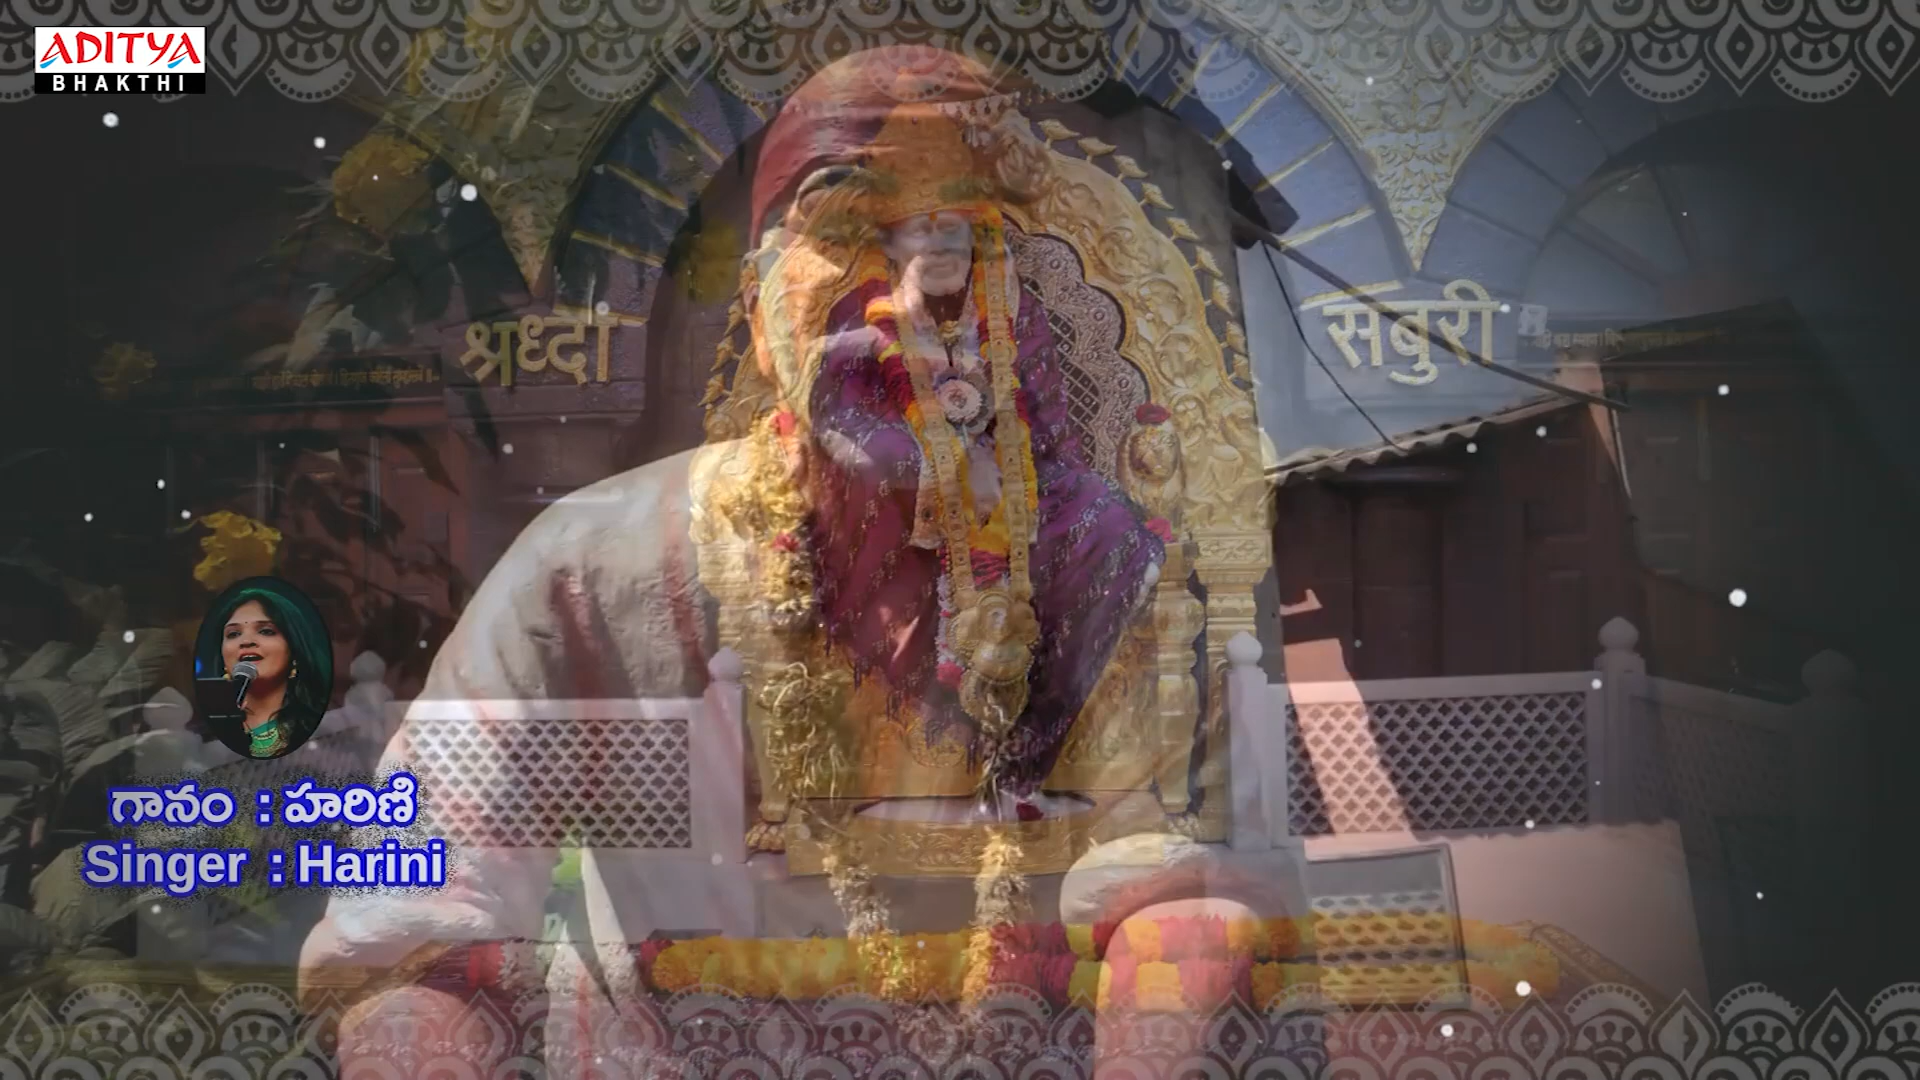 ADITYA
BHAKTHI
श्रध्दा
सबुरी
గానం : హరిణి
Singer : Harini